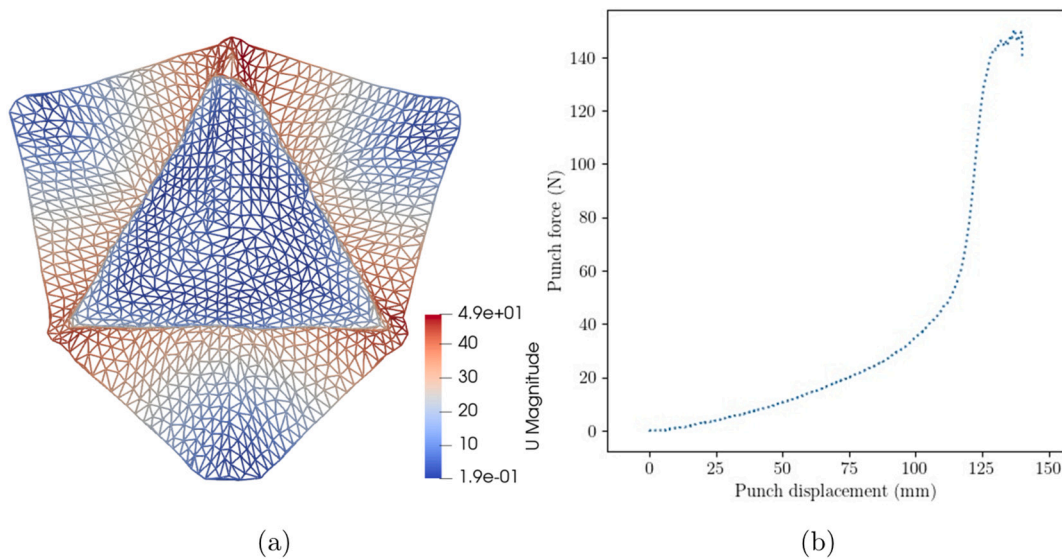 4.9e+01
40
30
20
10
1.9e-01
U Magnitude
(a)
140
120
100
80
60
40
20
0
Punch force (N)
0 25 50 75 100 125 150
Punch displacement (mm)
(b)